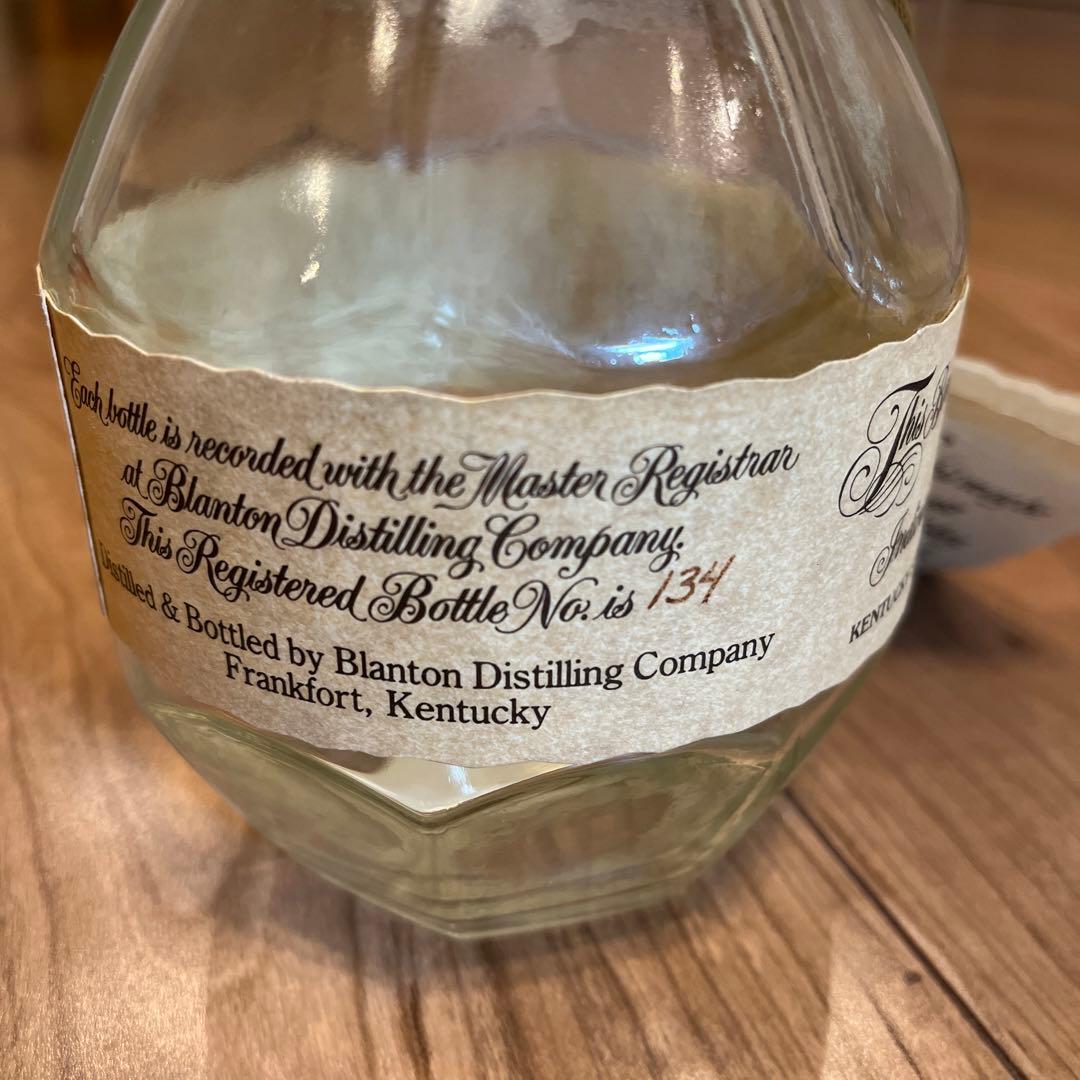 Each bottle is recorded with the Master Registrar
at Blanton Distilling Company.
This Registered Bottle No. is 134
Distilled & Bottled by Blanton Distilling Company
Frankfort, Kentucky
This